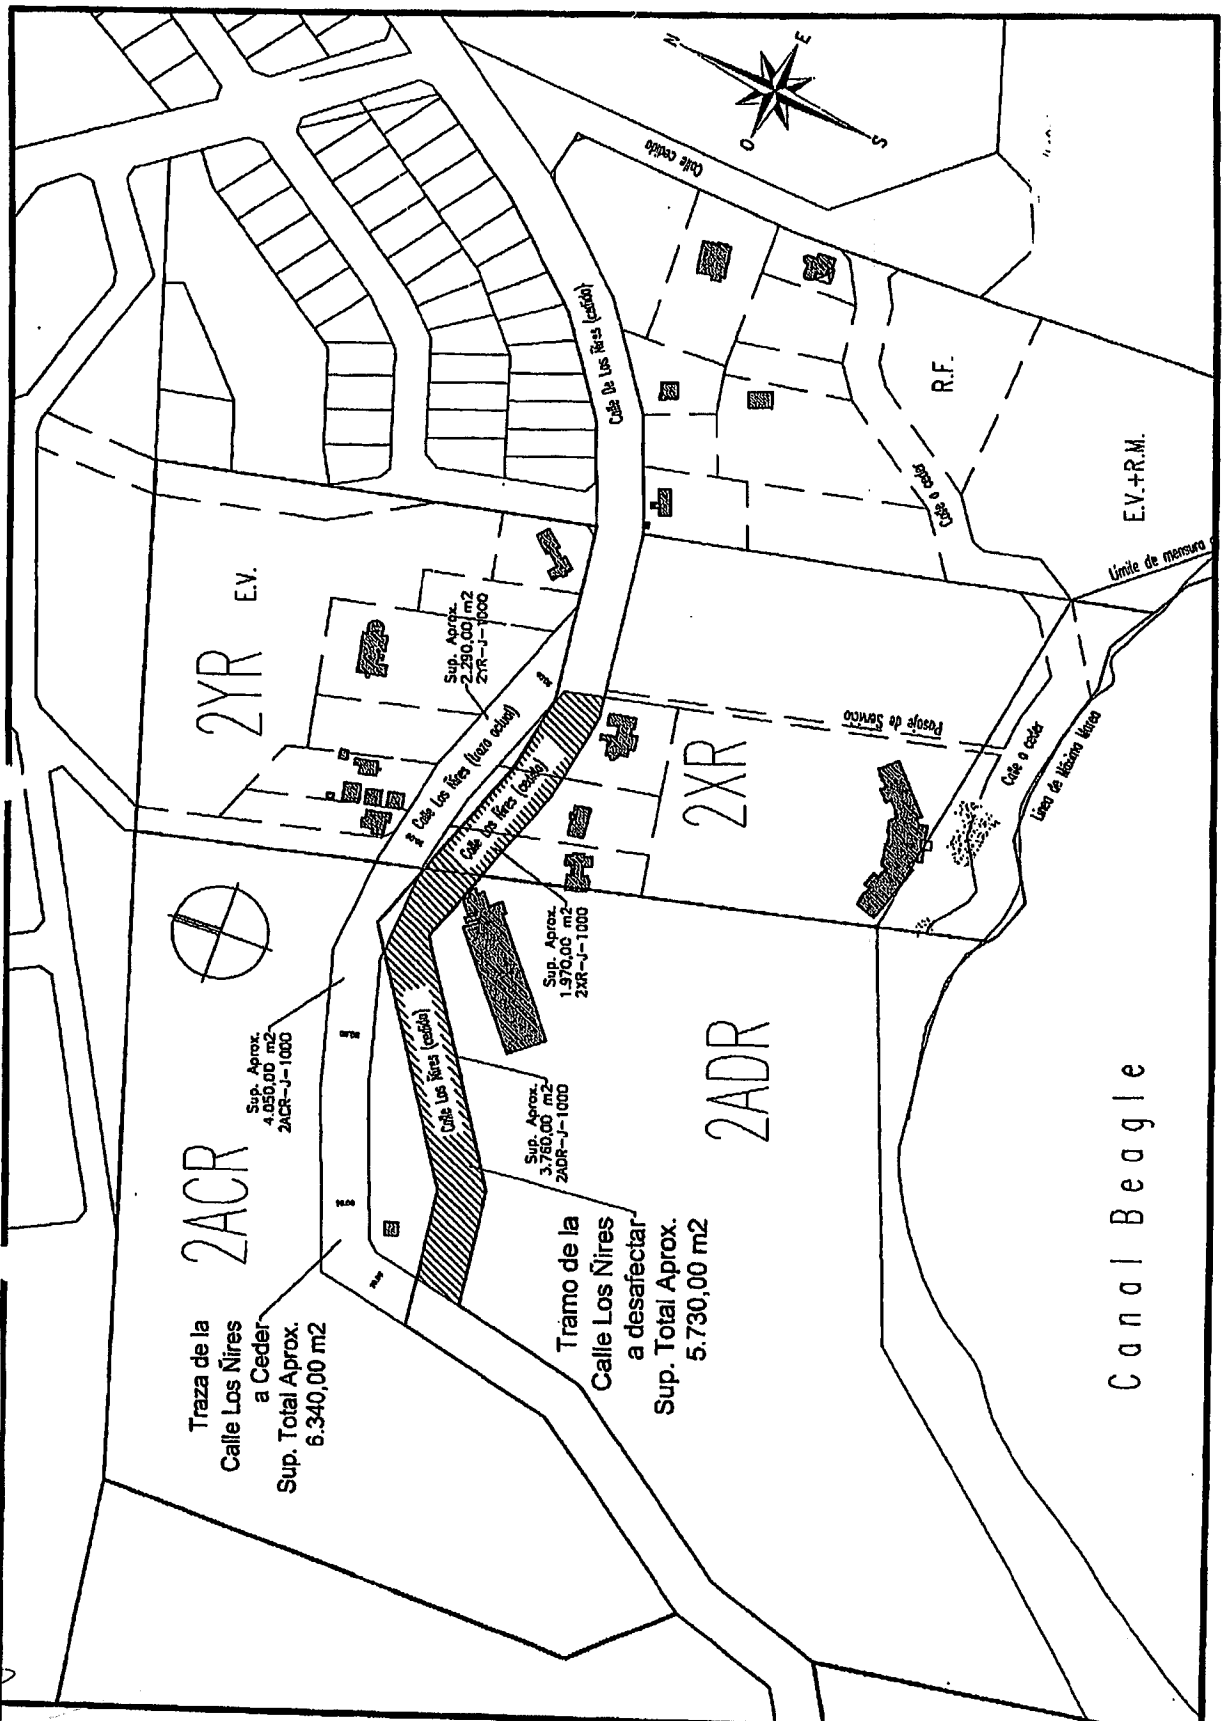 N
E
O
S
Calle cedida
Calle De Los Ñires (cedida)
R.F.
E.V.+R.M.
Calle a ceder
Límite de mensura
E.V.
2YR
Sup. Aprox.
2.290,00 m2
2YR-J-1000
20.00
Calle Los Ñires (traza actual)
Calle Los Ñires (cedida)
Pasaje de Servicio
2XR
Calle a ceder
Línea de Máxima Marea
Sup. Aprox.
1.970,00 m2
2XR-J-1000
Sup. Aprox.
4.050,00 m2
2ACR-J-1000
2ACR
Calle Los Ñires (cedida)
Sup. Aprox.
3.760,00 m2
2ADR-J-1000
2ADR
Traza de la
Calle Los Ñires
a Ceder
Sup. Total Aprox.
6.340,00 m2
Tramo de la
Calle Los Ñires
a desafectar
Sup. Total Aprox.
5.730,00 m2
Canal Beagle